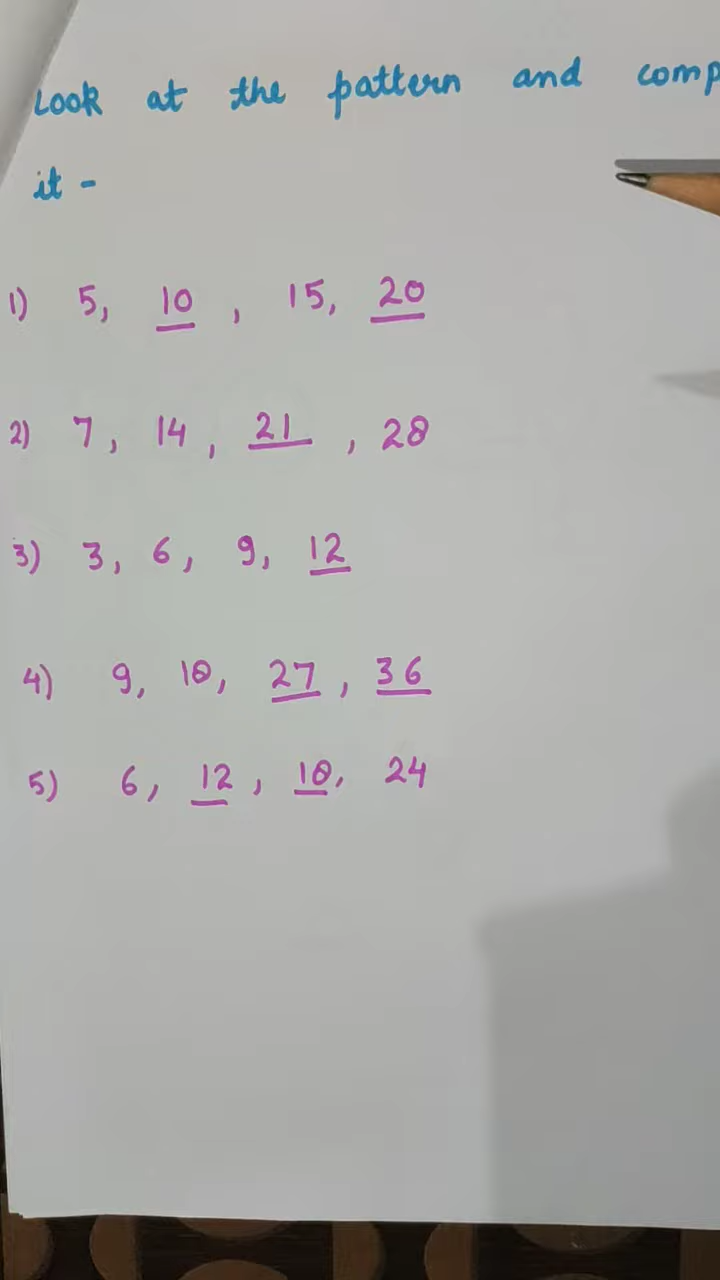 Look at the pattern and comp
it -
1) 5, 10, 15, 20
2) 7, 14, 21, 28
3) 3, 6, 9, 12
4) 9, 18, 27, 36
5) 6, 12, 18, 24